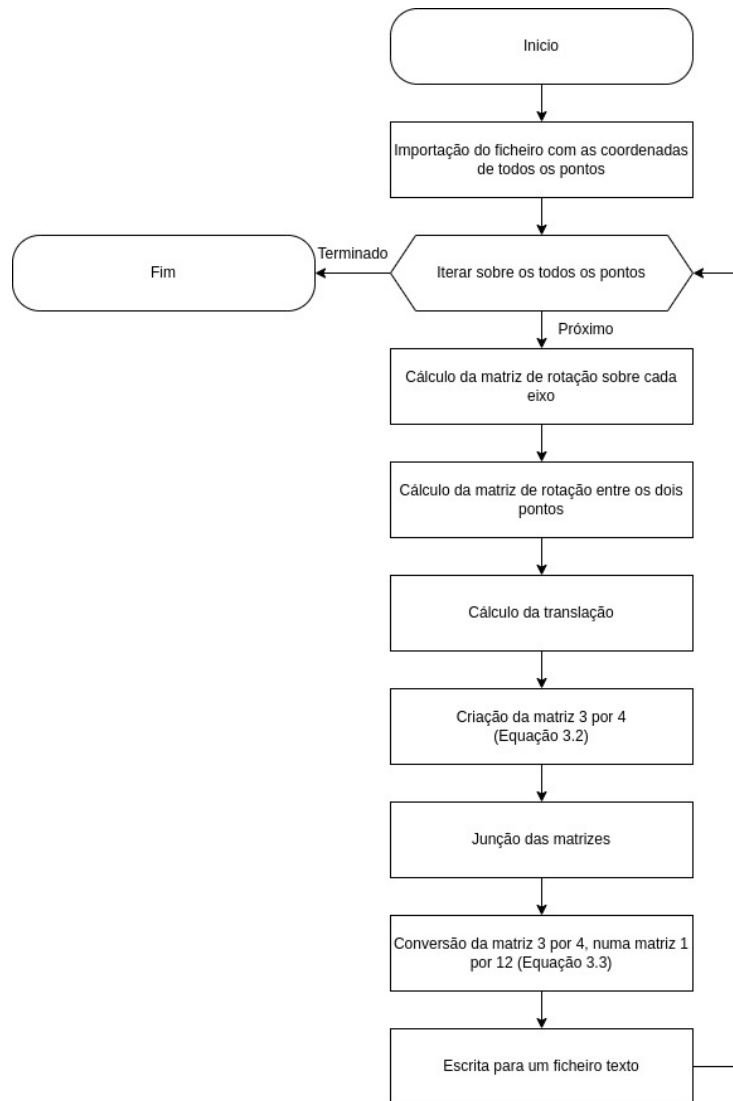 Inicio
Importação do ficheiro com as coordenadas
de todos os pontos
Terminado
Fim
Iterar sobre os todos os pontos
Próximo
Cálculo da matriz de rotação sobre cada
eixo
Cálculo da matriz de rotação entre os dois
pontos
Cálculo da translação
Criação da matriz 3 por 4
(Equação 3.2)
Junção das matrizes
Conversão da matriz 3 por 4, numa matriz 1
por 12 (Equação 3.3)
Escrita para um ficheiro texto